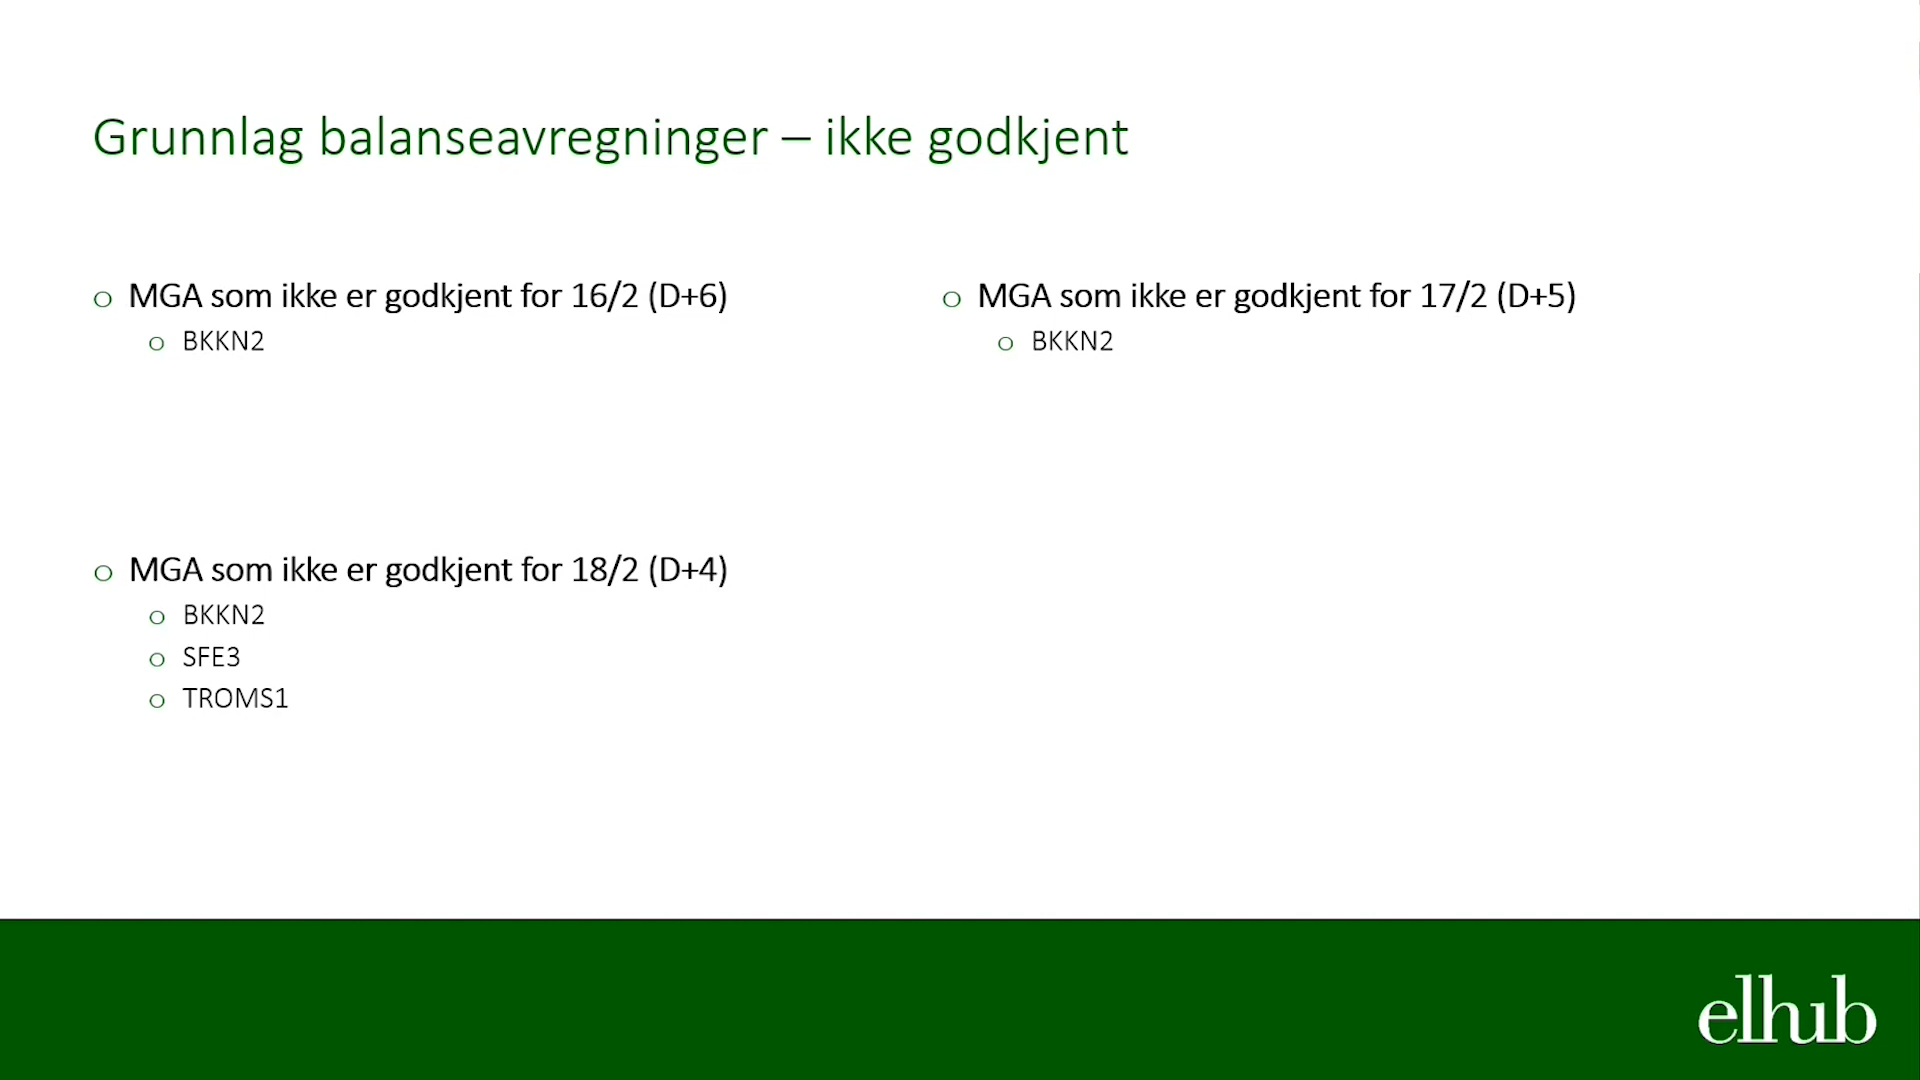 Grunnlag balanseavregninger – ikke godkjent
o MGA som ikke er godkjent for 16/2 (D+6)
o BKKN2
o MGA som ikke er godkjent for 17/2 (D+5)
o BKKN2
o MGA som ikke er godkjent for 18/2 (D+4)
o BKKN2
o SFE3
o TROMS1
elhub